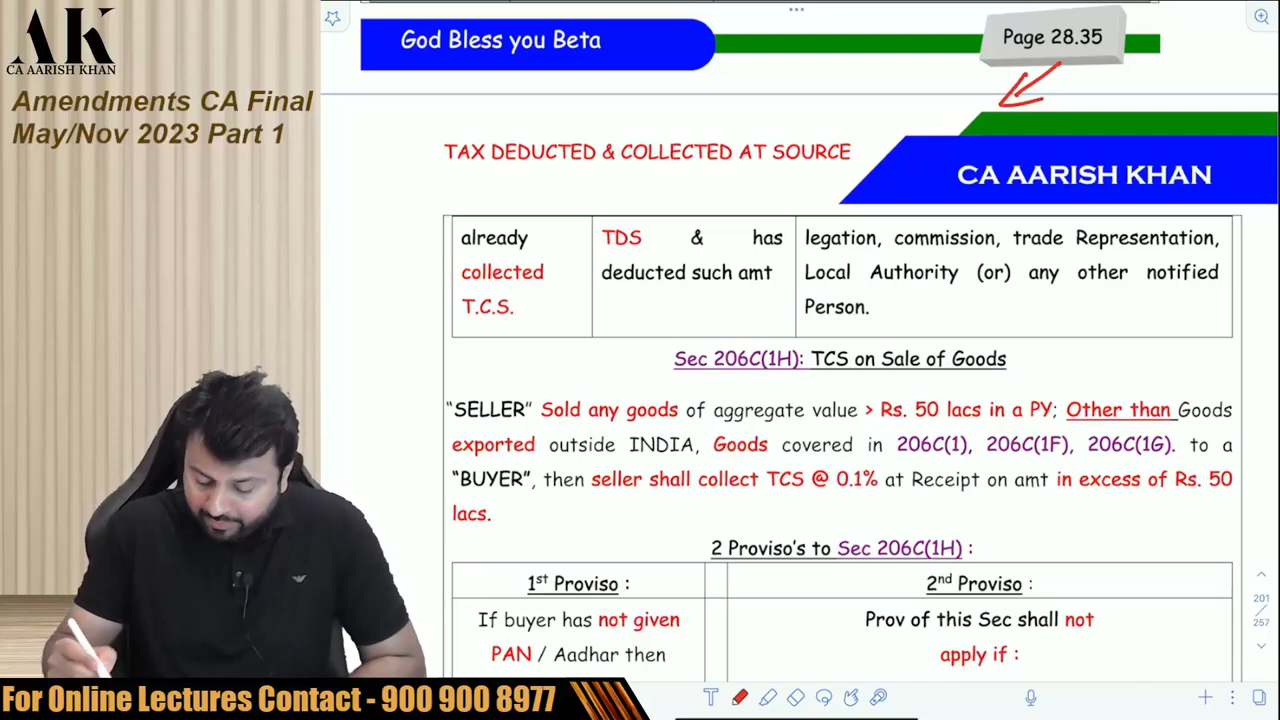 AK
CA AARISH KHAN
Amendments CA Final
May/Nov 2023 Part 1
God Bless you Beta
Page 28.35
TAX DEDUCTED & COLLECTED AT SOURCE
CA AARISH KHAN
already
collected
T.C.S.
TDS & has
deducted such amt
legation, commission, trade Representation,
Local Authority (or) any other notified
Person.
Sec 206C(1H): TCS on Sale of Goods
"SELLER" Sold any goods of aggregate value > Rs. 50 lacs in a PY; Other than Goods
exported outside INDIA, Goods covered in 206C(1), 206C(1F), 206C(1G). to a
"BUYER", then seller shall collect TCS @ 0.1% at Receipt on amt in excess of Rs. 50
lacs.
2 Proviso's to Sec 206C(1H) :
1st Proviso :
2nd Proviso :
If buyer has not given
PAN / Aadhar then
Prov of this Sec shall not
apply if :
201
257
For Online Lectures Contact - 900 900 8977